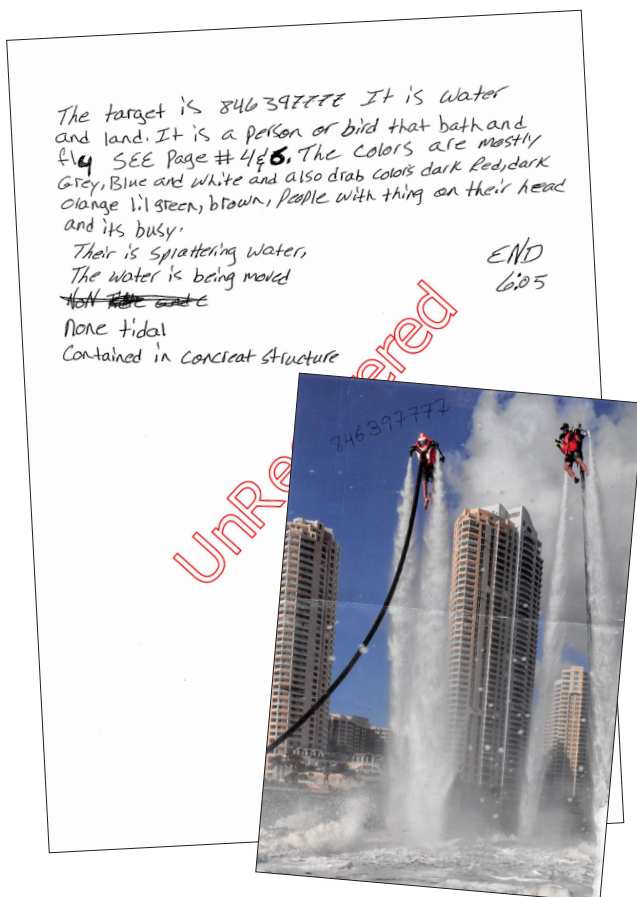 The target is 846397777 It is water
and land. It is a person or bird that bath and
fly SEE Page # 4 & 6. The colors are mostly
Grey, Blue and white and also drab colors dark Red, dark
orange lil green, brown, People with thing on their head
and its busy.
Their is splattering water,
The water is being moved
NoN
None tidal
Contained in concreat structure
END
6:05
UnRe
ered
846397777